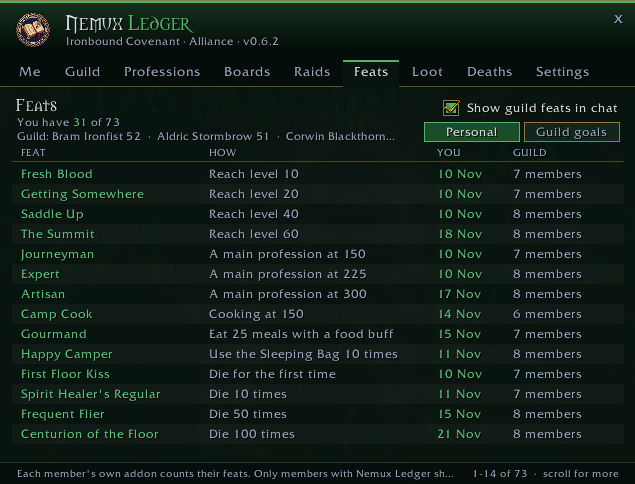 Nemux Ledger
Ironbound Covenant · Alliance · v0.6.2
X
Me Guild Professions Boards Raids Feats Loot Deaths Settings
Feats
Show guild feats in chat
You have 31 of 73
Guild: Bram Ironfist 52 · Aldric Stormbrow 51 · Corwin Blackthorn...
Personal Guild goals
FEAT HOW YOU GUILD
Fresh Blood Reach level 10 10 Nov 7 members
Getting Somewhere Reach level 20 10 Nov 7 members
Saddle Up Reach level 40 10 Nov 8 members
The Summit Reach level 60 18 Nov 8 members
Journeyman A main profession at 150 10 Nov 7 members
Expert A main profession at 225 10 Nov 8 members
Artisan A main profession at 300 17 Nov 8 members
Camp Cook Cooking at 150 14 Nov 6 members
Gourmand Eat 25 meals with a food buff 15 Nov 7 members
Happy Camper Use the Sleeping Bag 10 times 11 Nov 8 members
First Floor Kiss Die for the first time 10 Nov 7 members
Spirit Healer's Regular Die 10 times 11 Nov 7 members
Frequent Flier Die 50 times 15 Nov 8 members
Centurion of the Floor Die 100 times 21 Nov 8 members
Each member's own addon counts their feats. Only members with Nemux Ledger sh... 1-14 of 73 · scroll for more